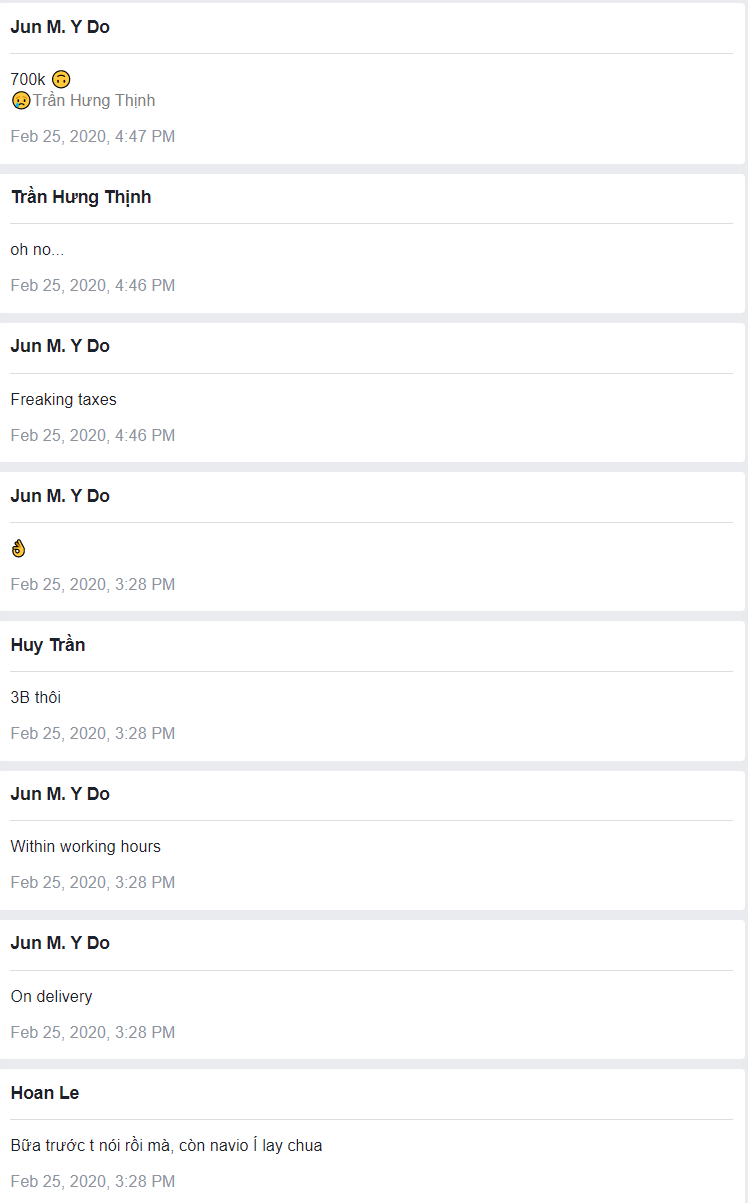 Jun M. Y Do
700k 🙃
😢Trần Hưng Thịnh
Feb 25, 2020, 4:47 PM
Trần Hưng Thịnh
oh no...
Feb 25, 2020, 4:46 PM
Jun M. Y Do
Freaking taxes
Feb 25, 2020, 4:46 PM
Jun M. Y Do
👌
Feb 25, 2020, 3:28 PM
Huy Trần
3B thôi
Feb 25, 2020, 3:28 PM
Jun M. Y Do
Within working hours
Feb 25, 2020, 3:28 PM
Jun M. Y Do
On delivery
Feb 25, 2020, 3:28 PM
Hoan Le
Bữa trước t nói rồi mà, còn navio Í lay chua
Feb 25, 2020, 3:28 PM